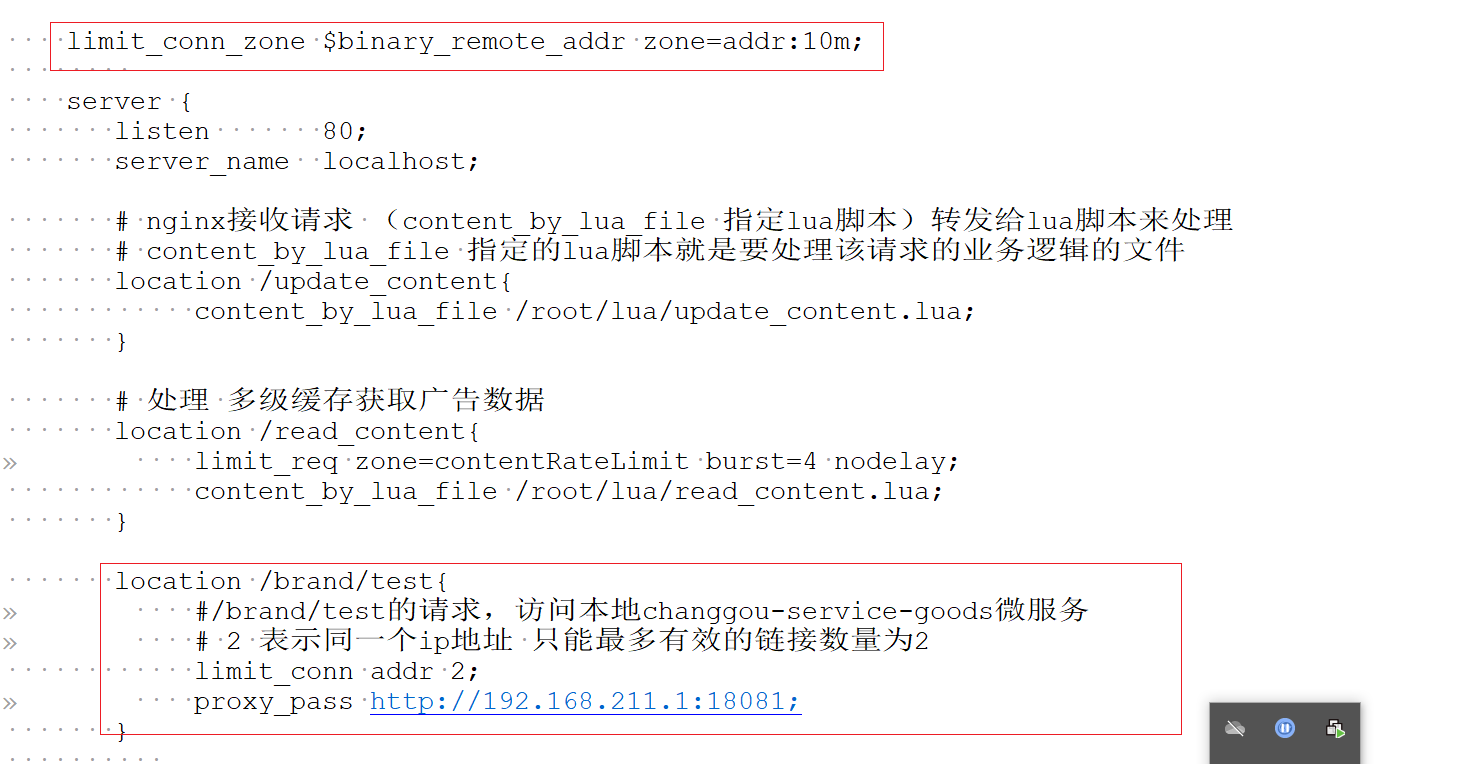 limit_conn_zone $binary_remote_addr zone=addr:10m;
server {
listen 80;
server_name localhost;
# nginx接收请求 （content_by_lua_file 指定lua脚本）转发给lua脚本来处理
# content_by_lua_file 指定的lua脚本就是要处理该请求的业务逻辑的文件
location /update_content{
content_by_lua_file /root/lua/update_content.lua;
}
# 处理 多级缓存获取广告数据
location /read_content{
limit_req zone=contentRateLimit burst=4 nodelay;
content_by_lua_file /root/lua/read_content.lua;
}
location /brand/test{
#/brand/test的请求，访问本地changgou-service-goods微服务
# 2 表示同一个ip地址 只能最多有效的链接数量为2
limit_conn addr 2;
proxy_pass http://192.168.211.1:18081;
}